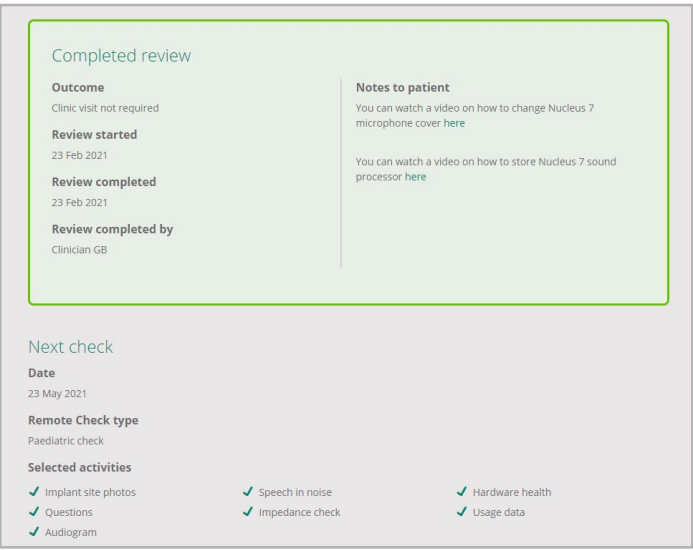 Completed review
Outcome
Clinic visit not required
Review started
23 Feb 2021
Review completed
23 Feb 2021
Review completed by
Clinician GB
Notes to patient
You can watch a video on how to change Nucleus 7
microphone cover here
You can watch a video on how to store Nucleus 7 sound
processor here
Next check
Date
23 May 2021
Remote Check type
Paediatric check
Selected activities
Implant site photos
Questions
Audiogram
Speech in noise
Impedance check
Hardware health
Usage data